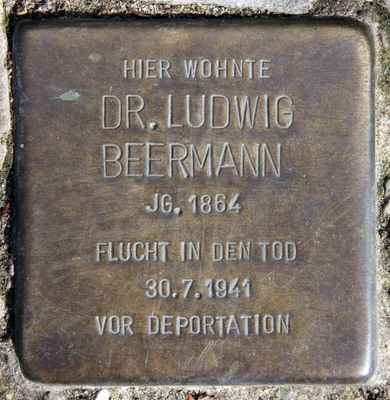 HIER WOHNTE
DR. LUDWIG
BEERMANN
JG. 1864
FLUCHT IN DEN TOD
30.7.1941
VOR DEPORTATION